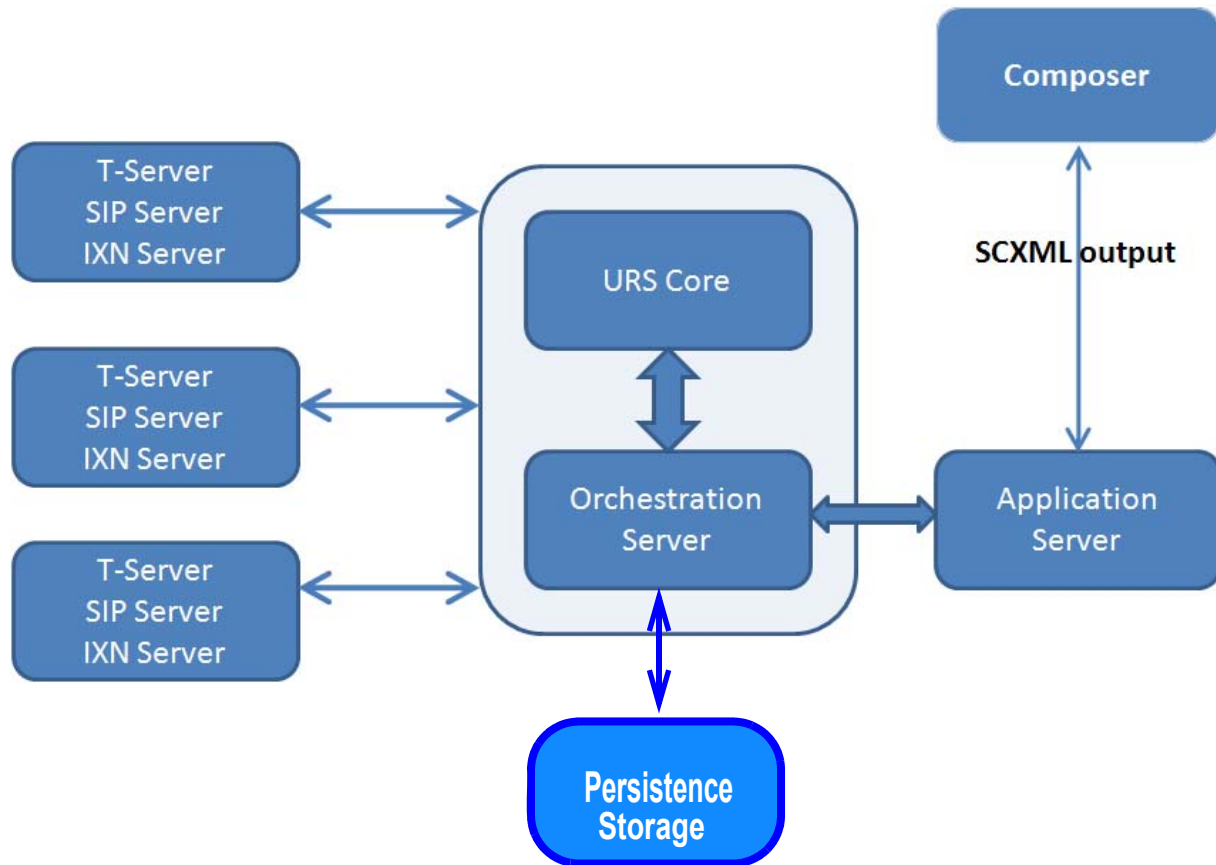 Composer
T-Server
SIP Server
IXN Server
URS Core
SCXML output
T-Server
SIP Server
IXN Server
Orchestration
Server
Application
Server
T-Server
SIP Server
IXN Server
Persistence
Storage